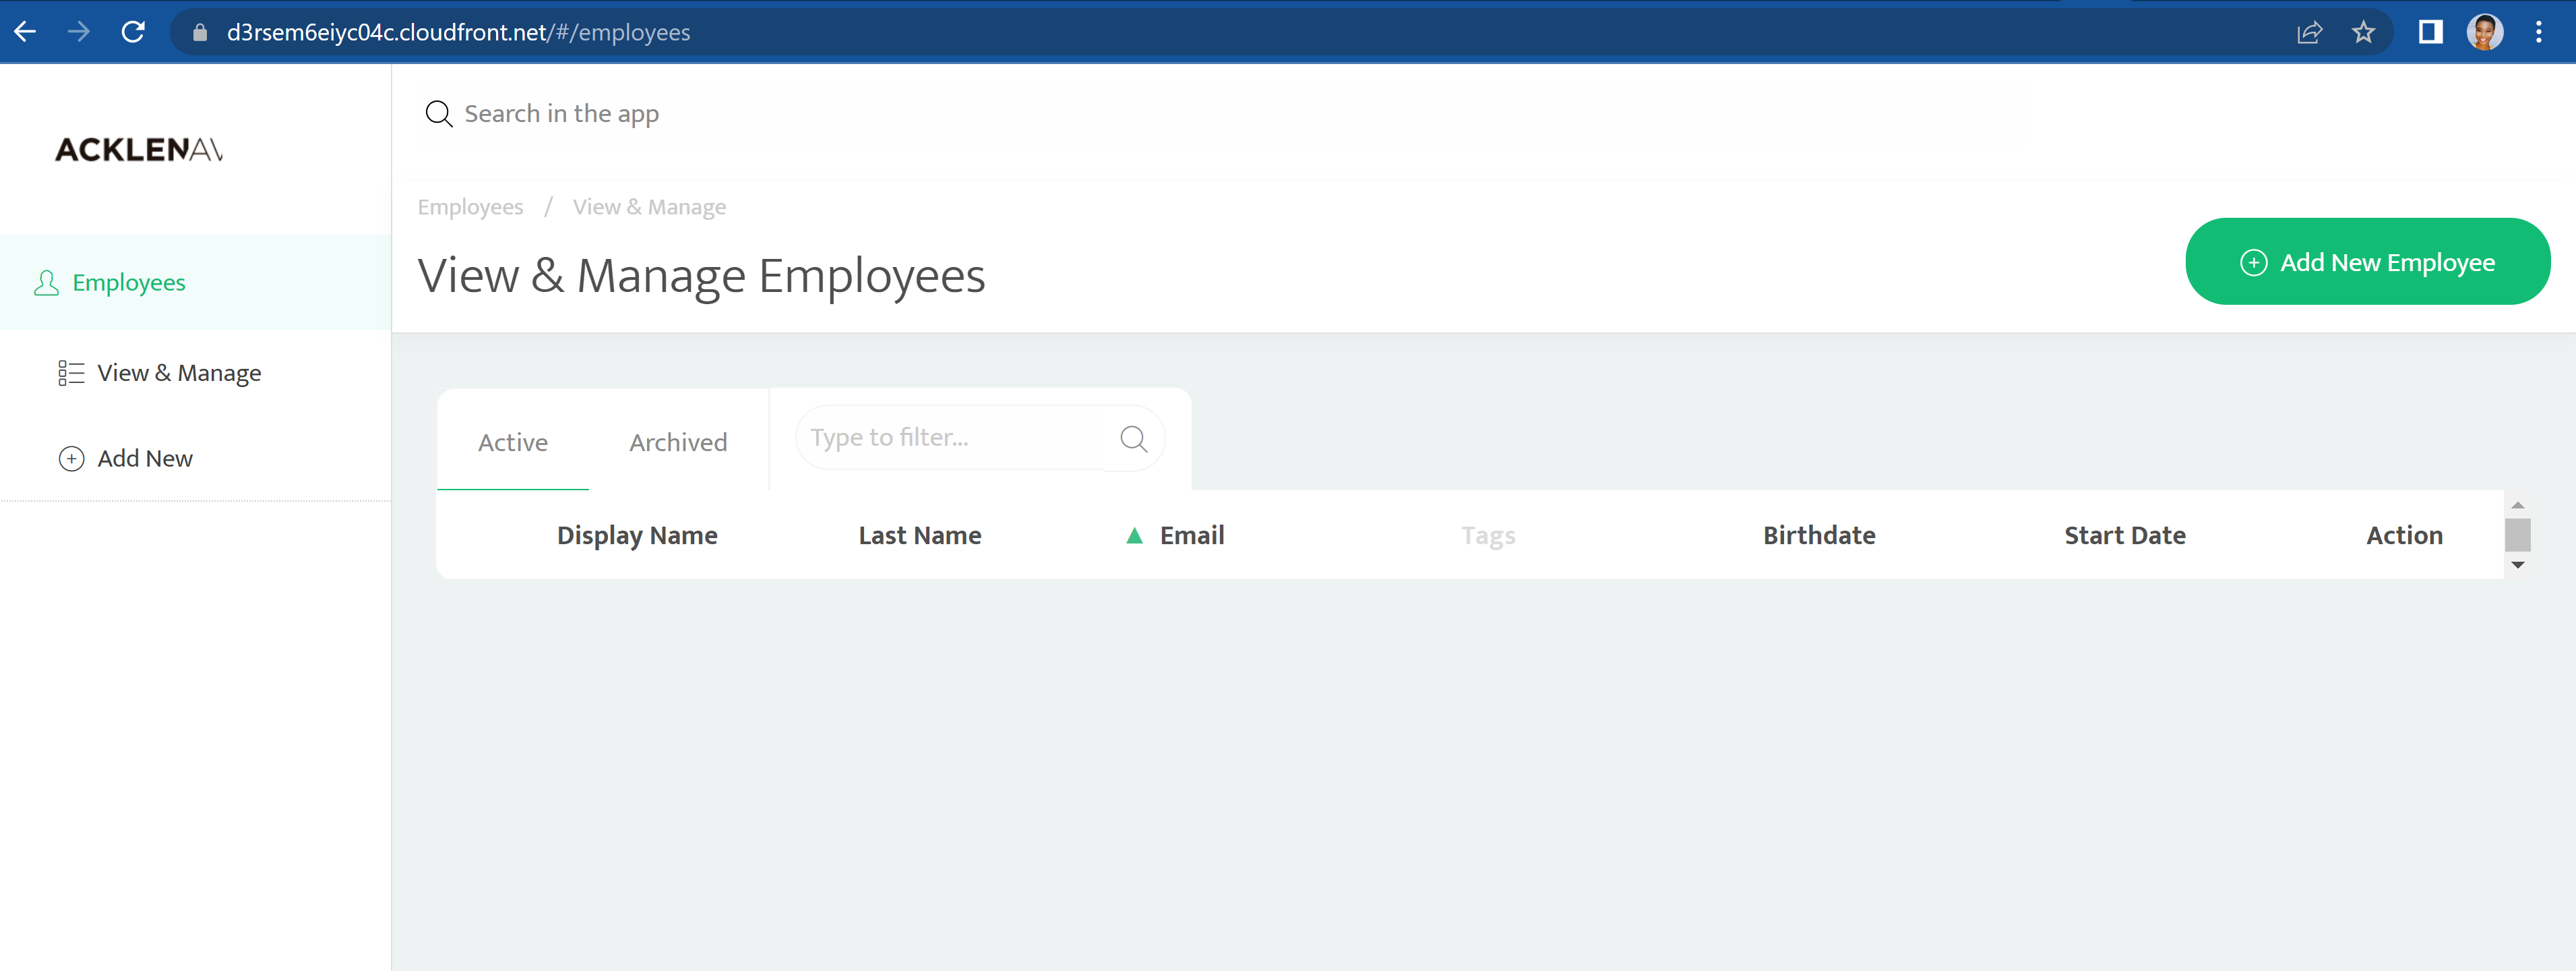 d3rsem6eiyc04c.cloudfront.net/#/employees
Search in the app
ACKLENAV
Employees / View & Manage
View & Manage Employees
Add New Employee
Employees
View & Manage
Add New
Active Archived Type to filter...
Display Name Last Name ▲ Email Tags Birthdate Start Date Action